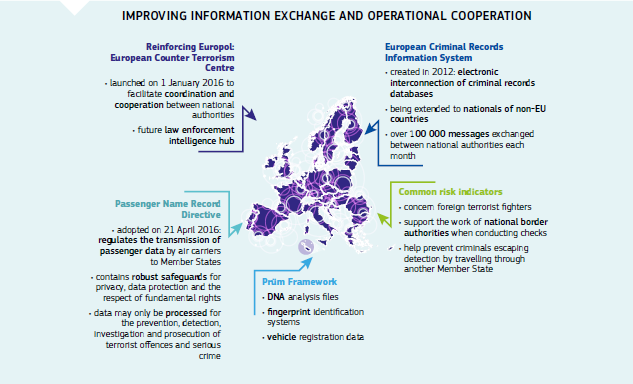 IMPROVING INFORMATION EXCHANGE AND OPERATIONAL COOPERATION
Reinforcing Europol:
European Counter Terrorism
Centre
· launched on 1 January 2016 to
facilitate coordination and
cooperation between national
authorities
· future law enforcement
intelligence hub
European Criminal Records
Information System
· created in 2012: electronic
interconnection of criminal records
databases
· being extended to nationals of non-EU
countries
· over 100 000 messages exchanged
between national authorities each
month
Passenger Name Record
Directive
· adopted on 21 April 2016:
regulates the transmission of
passenger data by air carriers
to Member States
· contains robust safeguards for
privacy, data protection and the
respect of fundamental rights
· data may only be processed for
the prevention, detection,
investigation and prosecution of
terrorist offences and serious
crime
Common risk indicators
· concern foreign terrorist fighters
· support the work of national border
authorities when conducting checks
· help prevent criminals escaping
detection by travelling through
another Member State
Prüm Framework
· DNA analysis files
· fingerprint identification
systems
· vehicle registration data